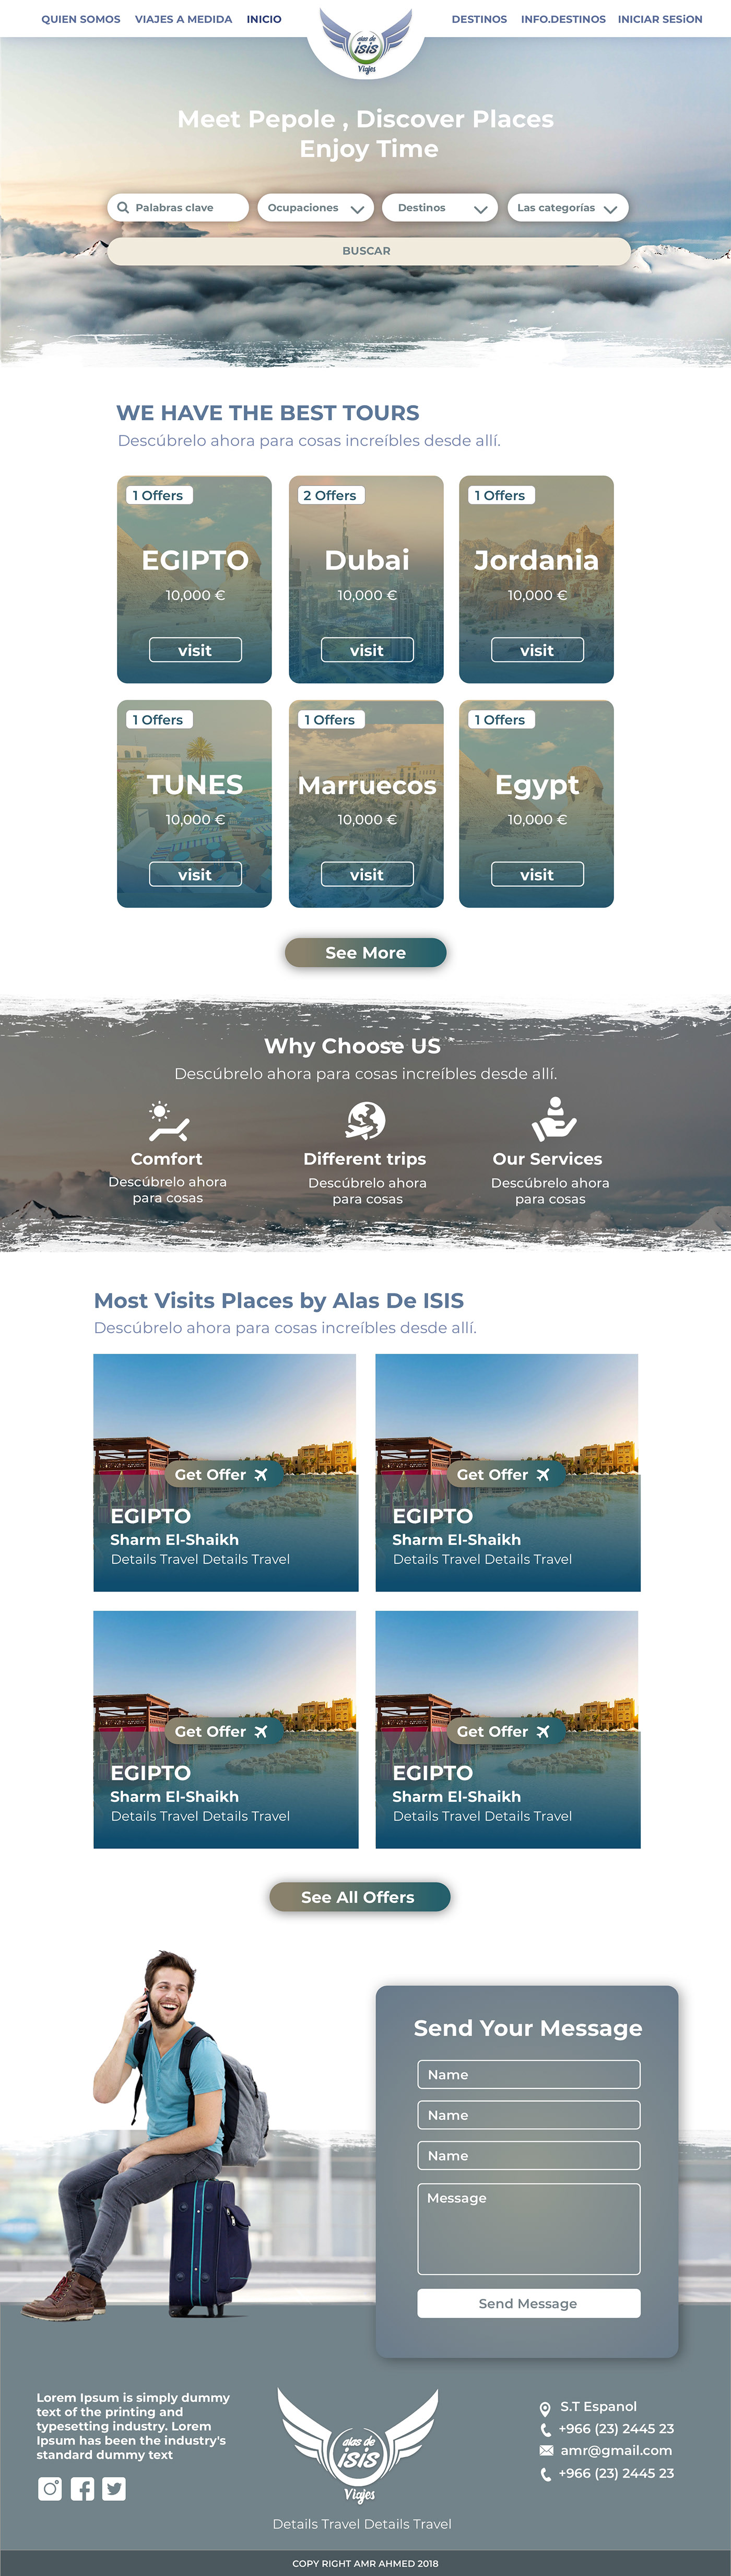 QUIEN SOMOS VIAJES A MEDIDA INICIO
alas de
isis
Viajes
DESTINOS INFO.DESTINOS INICIAR SESiON
Meet Pepole , Discover Places
Enjoy Time
Palabras clave
Ocupaciones
Destinos
Las categorías
BUSCAR
WE HAVE THE BEST TOURS
Descúbrelo ahora para cosas increíbles desde allí.
1 Offers
EGIPTO
10,000 €
visit
2 Offers
Dubai
10,000 €
visit
1 Offers
Jordania
10,000 €
visit
1 Offers
TUNES
10,000 €
visit
1 Offers
Marruecos
10,000 €
visit
1 Offers
Egypt
10,000 €
visit
See More
Why Choose US
Descúbrelo ahora para cosas increíbles desde allí.
Comfort
Descúbrelo ahora
para cosas
Different trips
Descúbrelo ahora
para cosas
Our Services
Descúbrelo ahora
para cosas
Most Visits Places by Alas De ISIS
Descúbrelo ahora para cosas increíbles desde allí.
Get Offer
EGIPTO
Sharm El-Shaikh
Details Travel Details Travel
Get Offer
EGIPTO
Sharm El-Shaikh
Details Travel Details Travel
Get Offer
EGIPTO
Sharm El-Shaikh
Details Travel Details Travel
Get Offer
EGIPTO
Sharm El-Shaikh
Details Travel Details Travel
See All Offers
Send Your Message
Name
Name
Name
Message
Send Message
Lorem Ipsum is simply dummy
text of the printing and
typesetting industry. Lorem
Ipsum has been the industry's
standard dummy text
alas de
isis
Viajes
Details Travel Details Travel
S.T Espanol
+966 (23) 2445 23
amr@gmail.com
+966 (23) 2445 23
COPY RIGHT AMR AHMED 2018